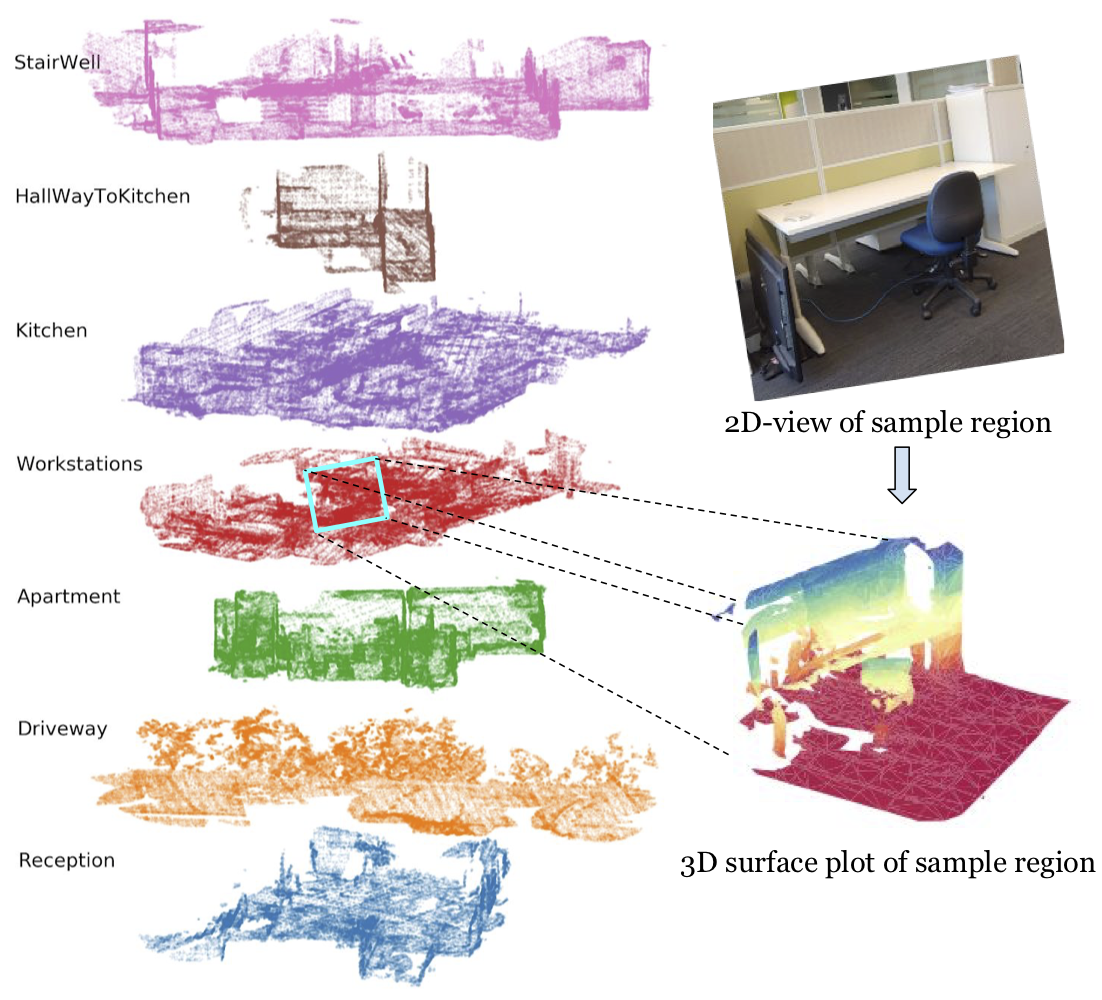 StairWell
HallWayToKitchen
Kitchen
2D-view of sample region
Workstations
Apartment
Driveway
Reception
3D surface plot of sample region